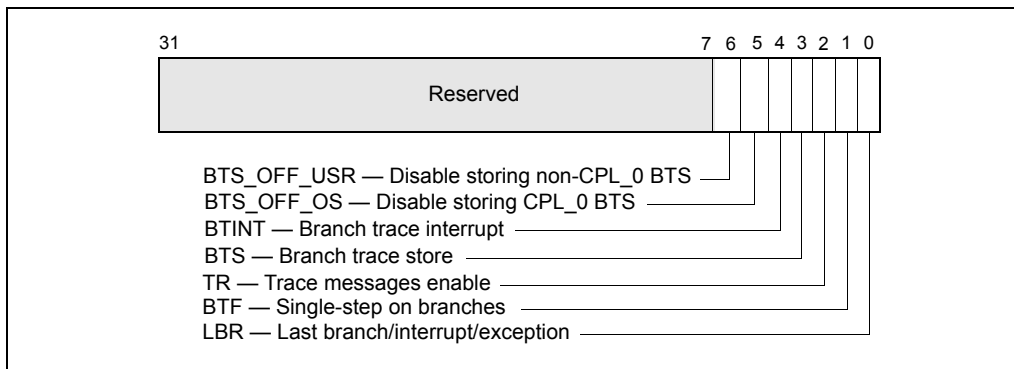 31 7 6 5 4 3 2 1 0
Reserved
BTS_OFF_USR — Disable storing non-CPL_0 BTS
BTS_OFF_OS — Disable storing CPL_0 BTS
BTINT — Branch trace interrupt
BTS — Branch trace store
TR — Trace messages enable
BTF — Single-step on branches
LBR — Last branch/interrupt/exception